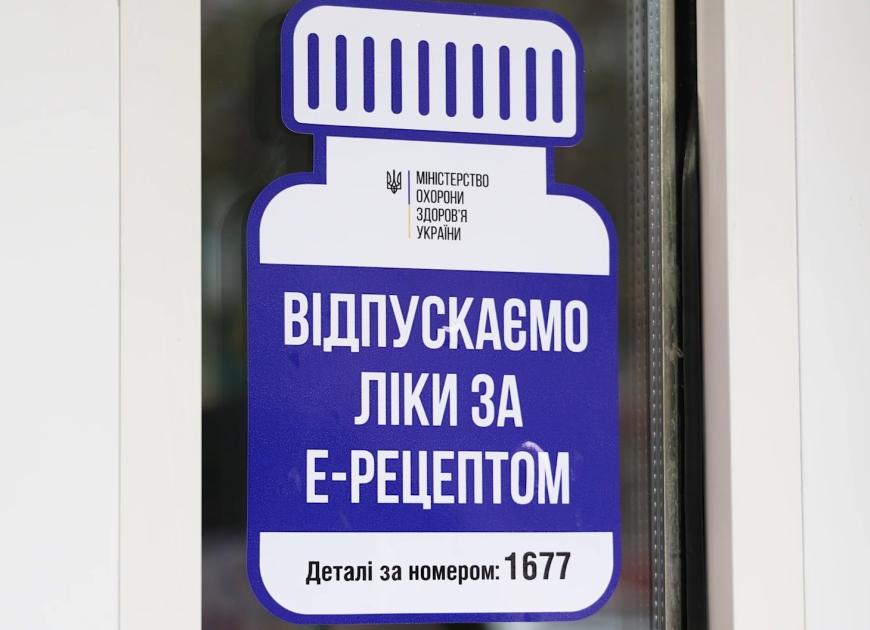 МІНІСТЕРСТВО
ОХОРОНИ
ЗДОРОВ'Я
УКРАЇНИ
ВІДПУСКАЄМО
ЛІКИ ЗА
Е-РЕЦЕПТОМ
Деталі за номером: 1677